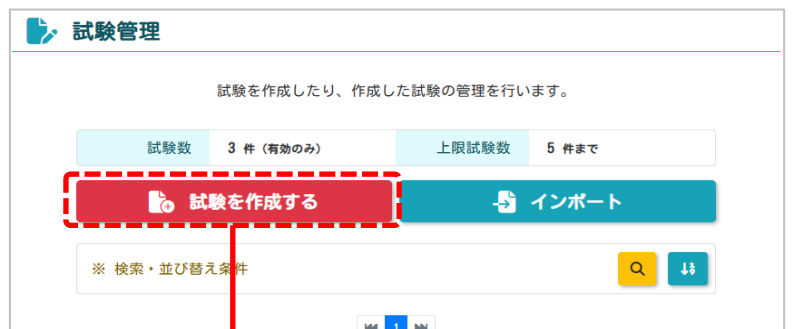 試験管理
試験を作成したり、作成した試験の管理を行います。
試験数 3 件（有効のみ） 上限試験数 5 件まで
試験を作成する インポート
※ 検索・並び替え条件
1